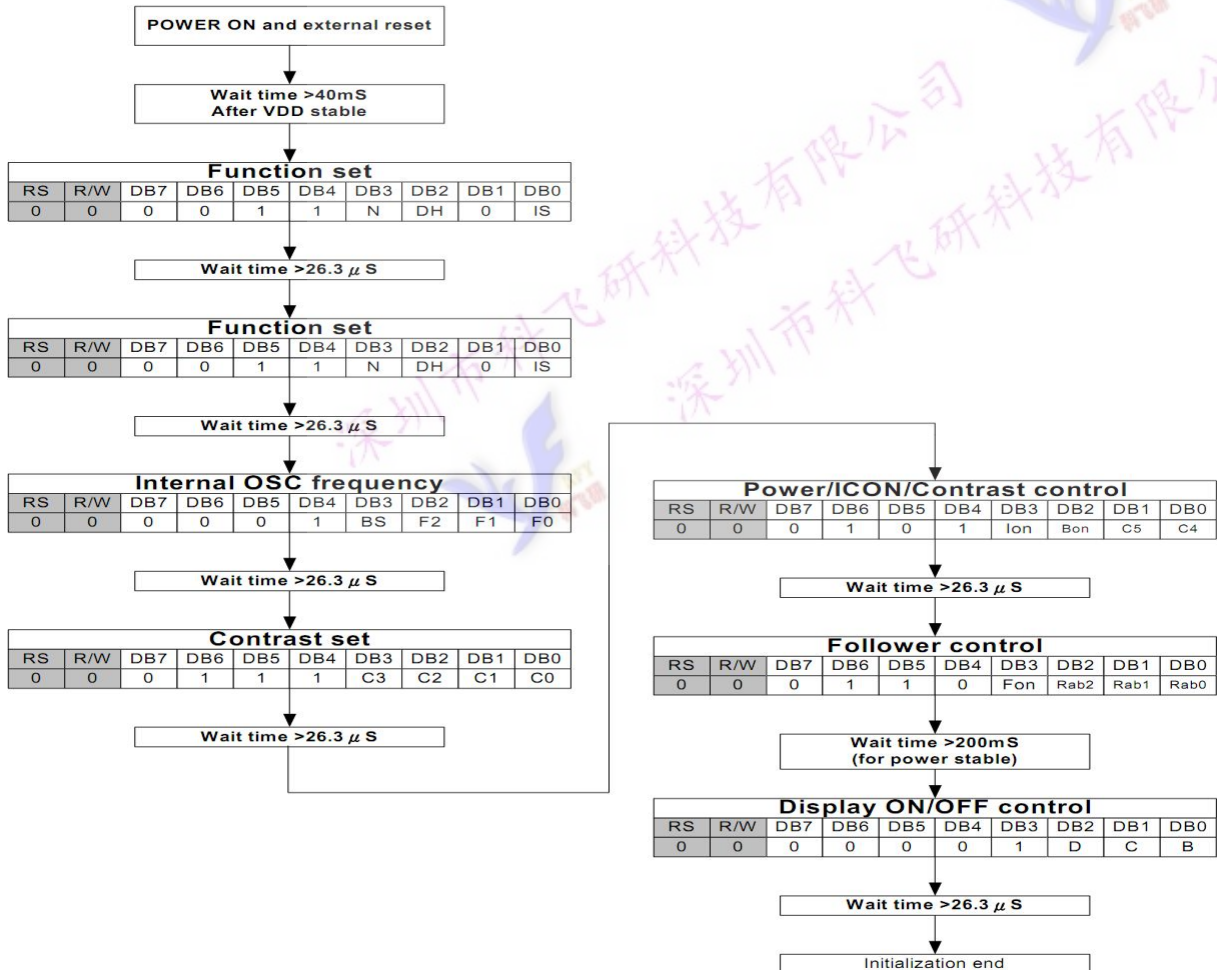 POWER ON and external reset
Wait time >40mS
After VDD stable
Function set
RS R/W DB7 DB6 DB5 DB4 DB3 DB2 DB1 DB0
0 0 0 0 1 1 N DH 0 IS
Wait time >26.3 μ S
Function set
RS R/W DB7 DB6 DB5 DB4 DB3 DB2 DB1 DB0
0 0 0 0 1 1 N DH 0 IS
Wait time >26.3 μ S
Internal OSC frequency
RS R/W DB7 DB6 DB5 DB4 DB3 DB2 DB1 DB0
0 0 0 0 0 1 BS F2 F1 F0
Wait time >26.3 μ S
Contrast set
RS R/W DB7 DB6 DB5 DB4 DB3 DB2 DB1 DB0
0 0 0 1 1 1 C3 C2 C1 C0
Wait time >26.3 μ S
Power/ICON/Contrast control
RS R/W DB7 DB6 DB5 DB4 DB3 DB2 DB1 DB0
0 0 0 1 0 1 Ion Bon C5 C4
Wait time >26.3 μ S
Follower control
RS R/W DB7 DB6 DB5 DB4 DB3 DB2 DB1 DB0
0 0 0 1 1 0 Fon Rab2 Rab1 Rab0
Wait time >200mS
(for power stable)
Display ON/OFF control
RS R/W DB7 DB6 DB5 DB4 DB3 DB2 DB1 DB0
0 0 0 0 0 0 1 D C B
Wait time >26.3 μ S
Initialization end
深圳市科飞研科技有限公司
深圳市科飞研科技有限公